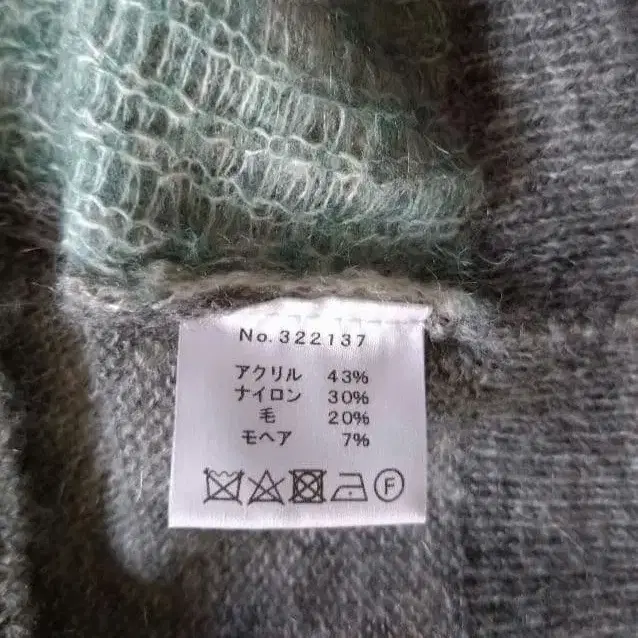 No.322137
アクリル 43%
ナイロン 30%
毛 20%
モヘア 7%
F